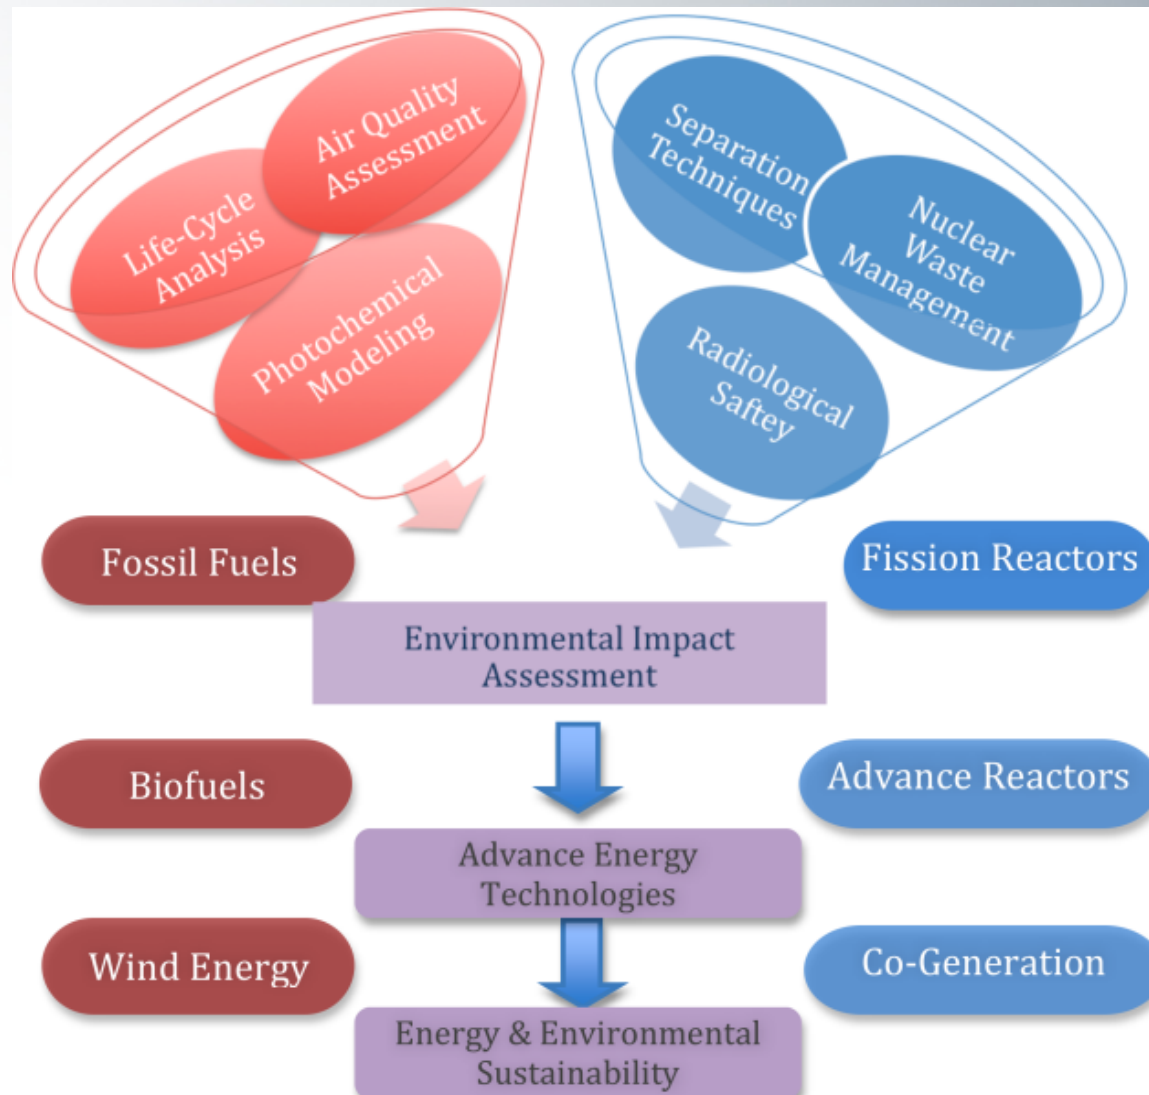 Air Quality
Assessment
Life-Cycle
Analysis
Photochemical
Modeling
Separation
Techniques
Nuclear
Waste
Management
Radiological
Saftey
Fossil Fuels
Fission Reactors
Environmental Impact
Assessment
Biofuels
Advance Reactors
Advance Energy
Technologies
Wind Energy
Co-Generation
Energy & Environmental
Sustainability